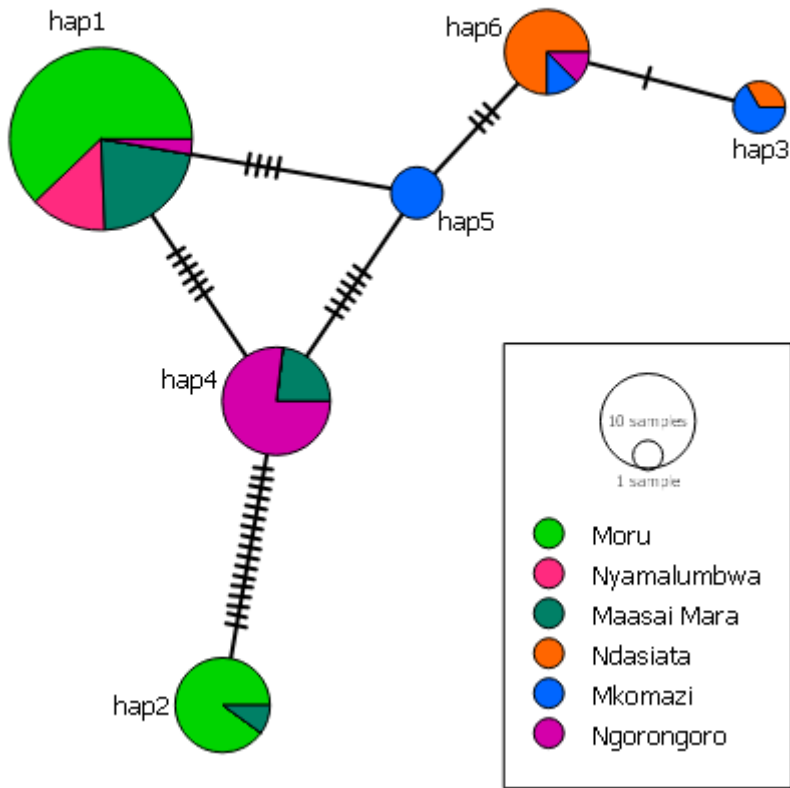 hap1
hap6
hap3
hap5
hap4
hap2
10 samples
1 sample
Moru
Nyamalumbwa
Maasai Mara
Ndasiata
Mkomazi
Ngorongoro